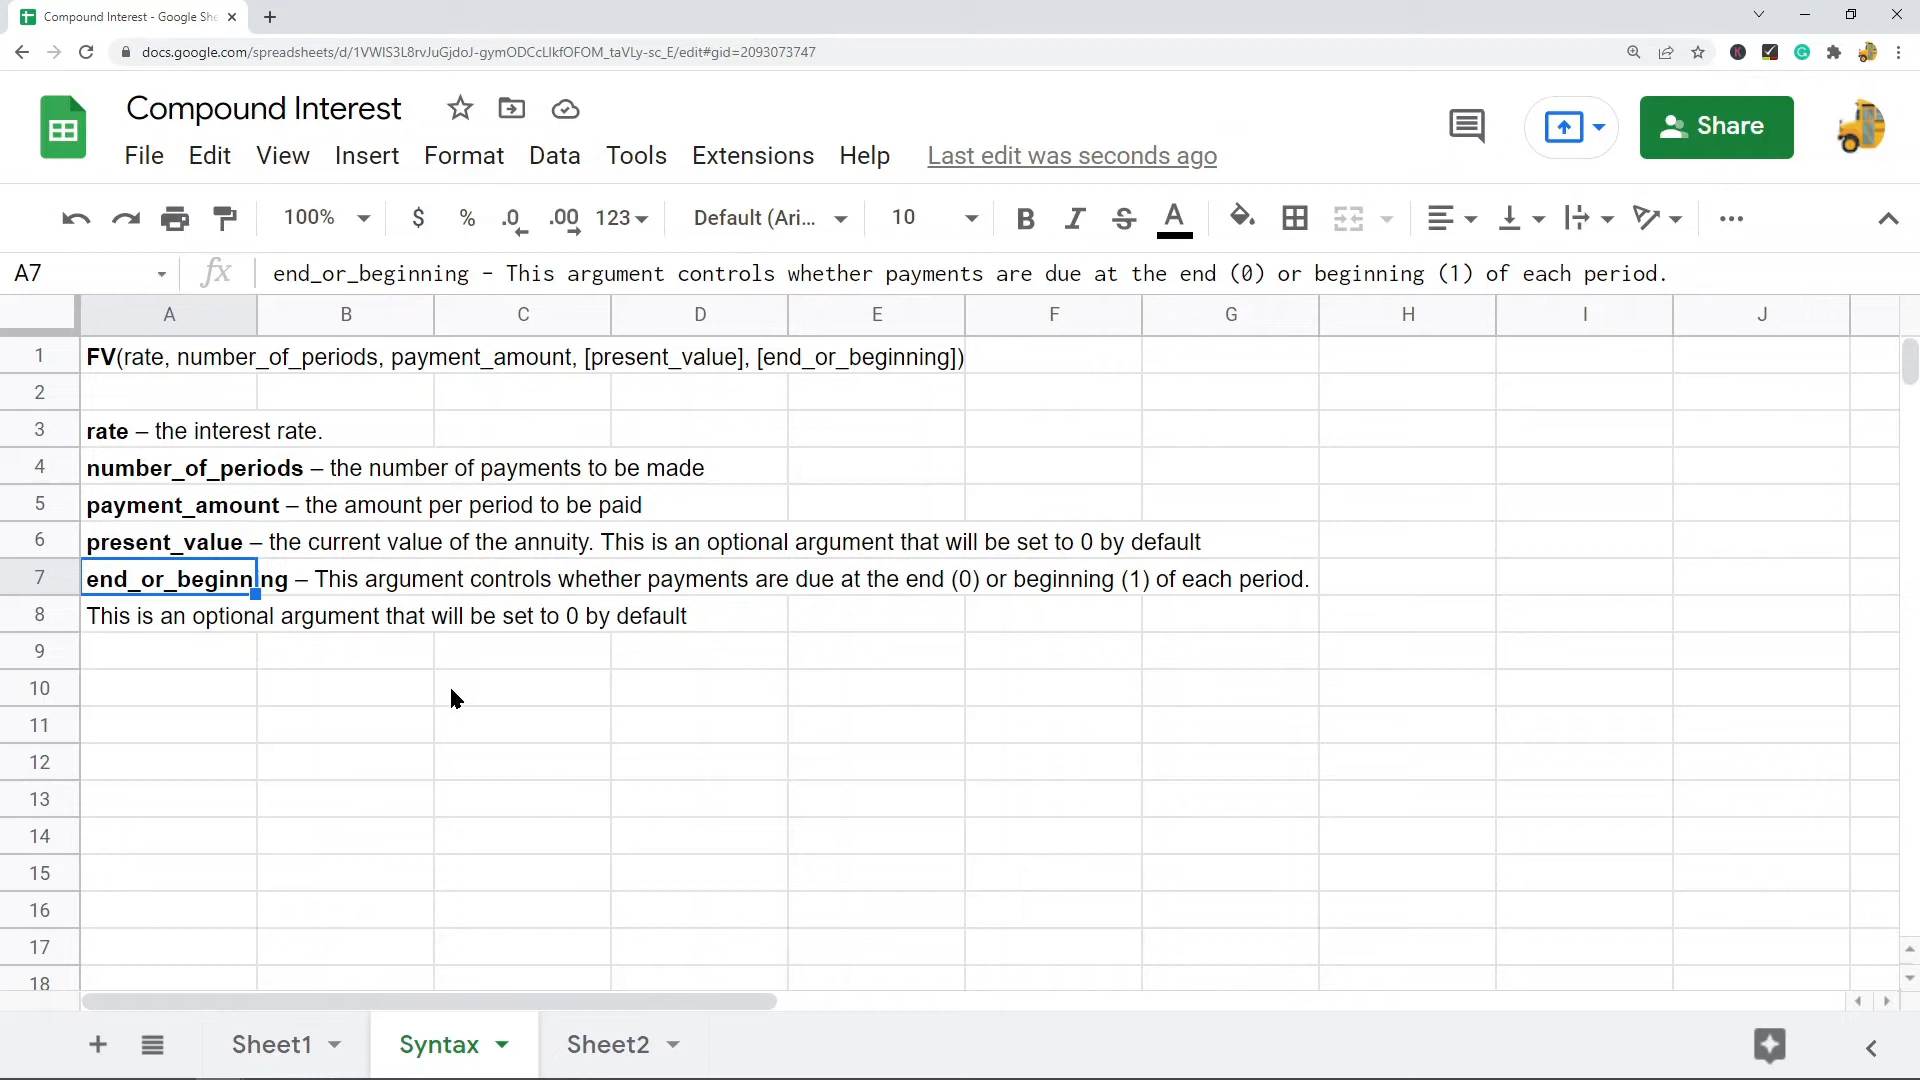 Compound Interest - Google She
docs.google.com/spreadsheets/d/1VWIS3L8rvJuGjdoJ-gymODCcLlkfOFOM_taVLy-sc_E/edit#gid=2093073747
Compound Interest
Share
File Edit View Insert Format Data Tools Extensions Help Last edit was seconds ago
100% $ % .0 .00 123 Default (Ari... 10 B I S A
A7 fx end_or_beginning – This argument controls whether payments are due at the end (0) or beginning (1) of each period.
A B C D E F G H I J
1 FV(rate, number_of_periods, payment_amount, [present_value], [end_or_beginning])
2
3 rate – the interest rate.
4 number_of_periods – the number of payments to be made
5 payment_amount – the amount per period to be paid
6 present_value – the current value of the annuity. This is an optional argument that will be set to 0 by default
7 end_or_beginning – This argument controls whether payments are due at the end (0) or beginning (1) of each period.
8 This is an optional argument that will be set to 0 by default
9
10
11
12
13
14
15
16
17
18
Sheet1 Syntax Sheet2